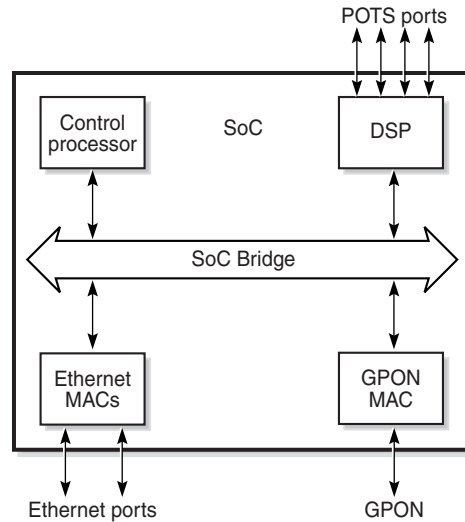 POTS ports
Control
processor
SoC
DSP
SoC Bridge
Ethernet
MACs
GPON
MAC
Ethernet ports
GPON